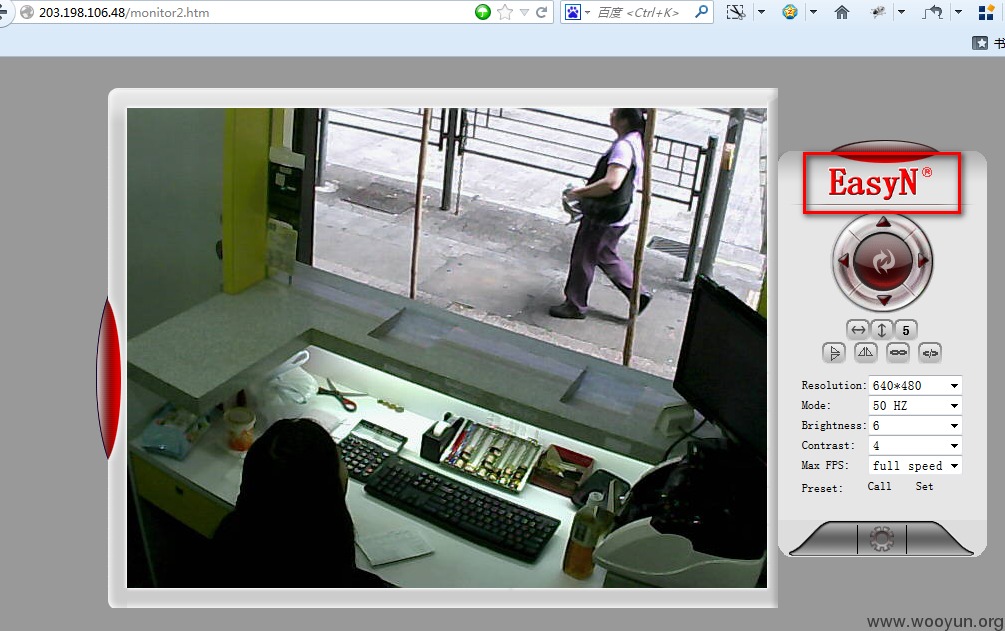 203.198.106.48/monitor2.htm
百度 <Ctrl+K>
书
EasyN®
5
Resolution: 640*480
Mode: 50 HZ
Brightness: 6
Contrast: 4
Max FPS: full speed
Preset: Call Set
www.wooyun.org